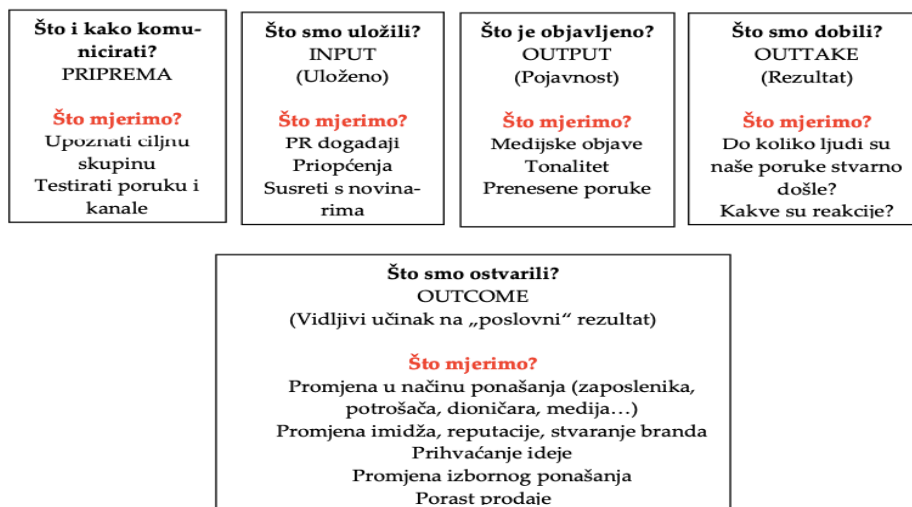 Što i kako komu-
nicirati?
PRIPREMA
Što mjerimo?
Upoznati ciljnu
skupinu
Testirati poruku i
kanale
Što smo uložili?
INPUT
(Uloženo)
Što mjerimo?
PR događaji
Priopćenja
Susreti s novina-
rima
Što je objavljeno?
OUTPUT
(Pojavnost)
Što mjerimo?
Medijske objave
Tonalitet
Prenesene poruke
Što smo dobili?
OUTTAKE
(Rezultat)
Što mjerimo?
Do koliko ljudi su
naše poruke stvarno
došle?
Kakve su reakcije?
Što smo ostvarili?
OUTCOME
(Vidljivi učinak na „poslovni“ rezultat)
Što mjerimo?
Promjena u načinu ponašanja (zaposlenika,
potrošača, dioničara, medija…)
Promjena imidža, reputacije, stvaranje branda
Prihvaćanje ideje
Promjena izbornog ponašanja
Porast prodaje